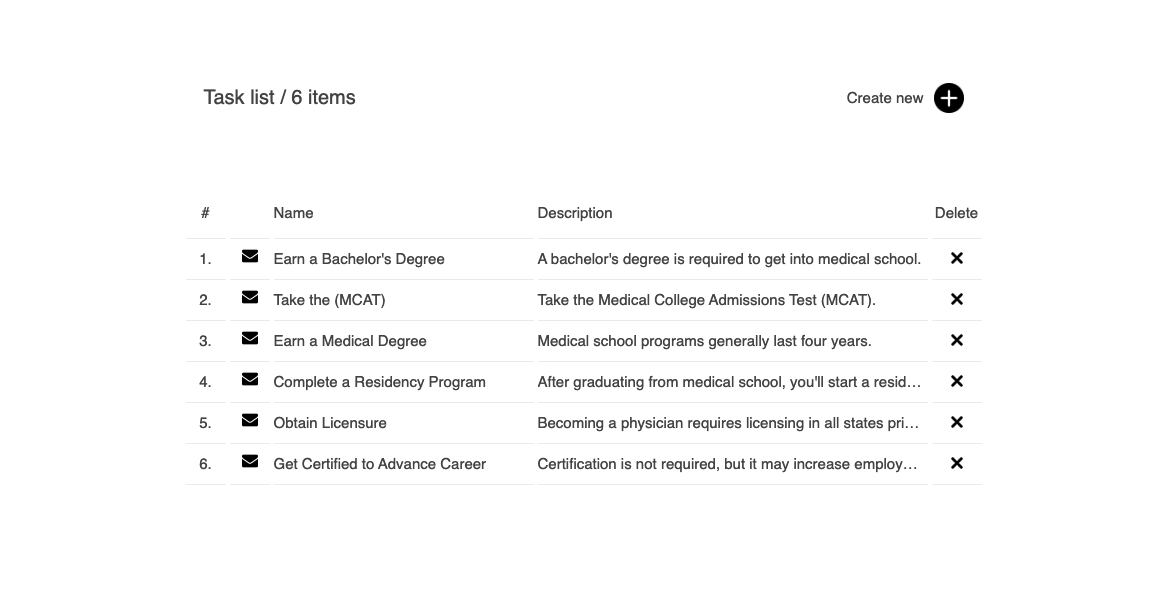 Task list / 6 items Create new
# Name Description Delete
1. Earn a Bachelor's Degree A bachelor's degree is required to get into medical school.
2. Take the (MCAT) Take the Medical College Admissions Test (MCAT).
3. Earn a Medical Degree Medical school programs generally last four years.
4. Complete a Residency Program After graduating from medical school, you'll start a resid…
5. Obtain Licensure Becoming a physician requires licensing in all states pri…
6. Get Certified to Advance Career Certification is not required, but it may increase employ…